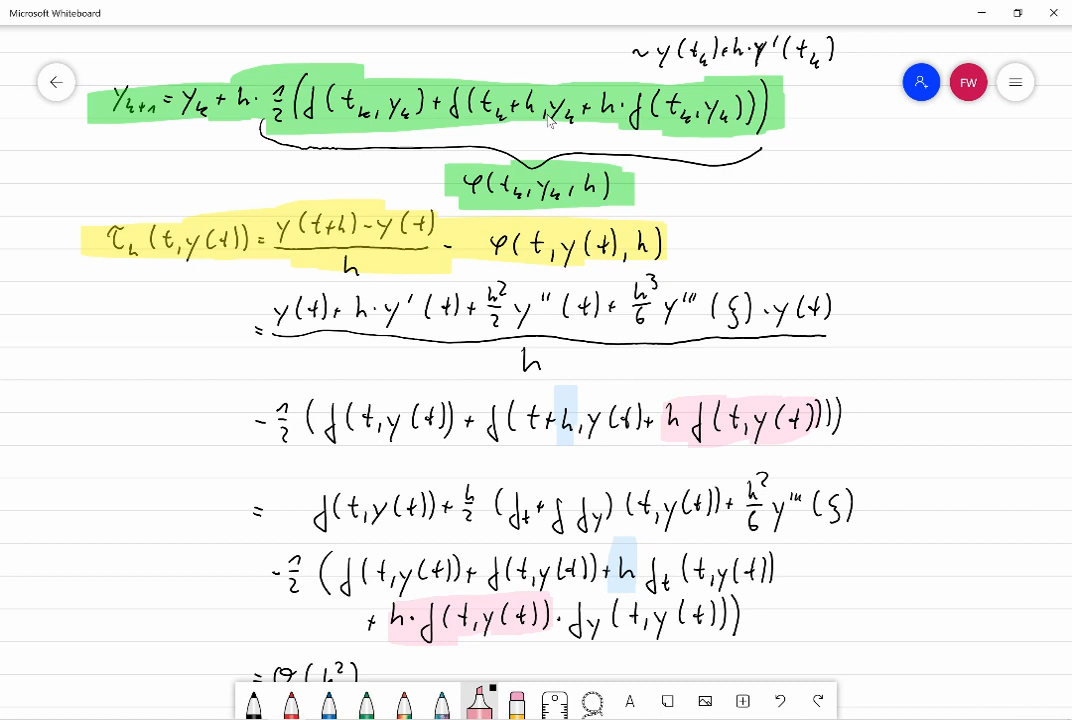 Microsoft Whiteboard
~ y(t_k) + h · y'(t_k)
FW
y_{k+1} = y_k + h · 1/2 ( f(t_k, y_k) + f(t_k + h, y_k + h · f(t_k, y_k)))
φ(t_k, y_k, h)
τ_h(t, y(t)) = (y(t+h) - y(t))/h - φ(t, y(t), h)
= (y(t) + h · y'(t) + h²/2 y''(t) + h³/6 y'''(ξ) · y(t))/h
- 1/2 ( f(t, y(t)) + f(t+h, y(t) + h f(t, y(t))))
= f(t, y(t)) + h/2 (f_t + f f_y)(t, y(t)) + h²/6 y'''(ξ)
- 1/2 ( f(t, y(t)) + f(t, y(t)) + h f_t(t, y(t))
+ h · f(t, y(t)) · f_y(t, y(t)))
= O(h²)
A